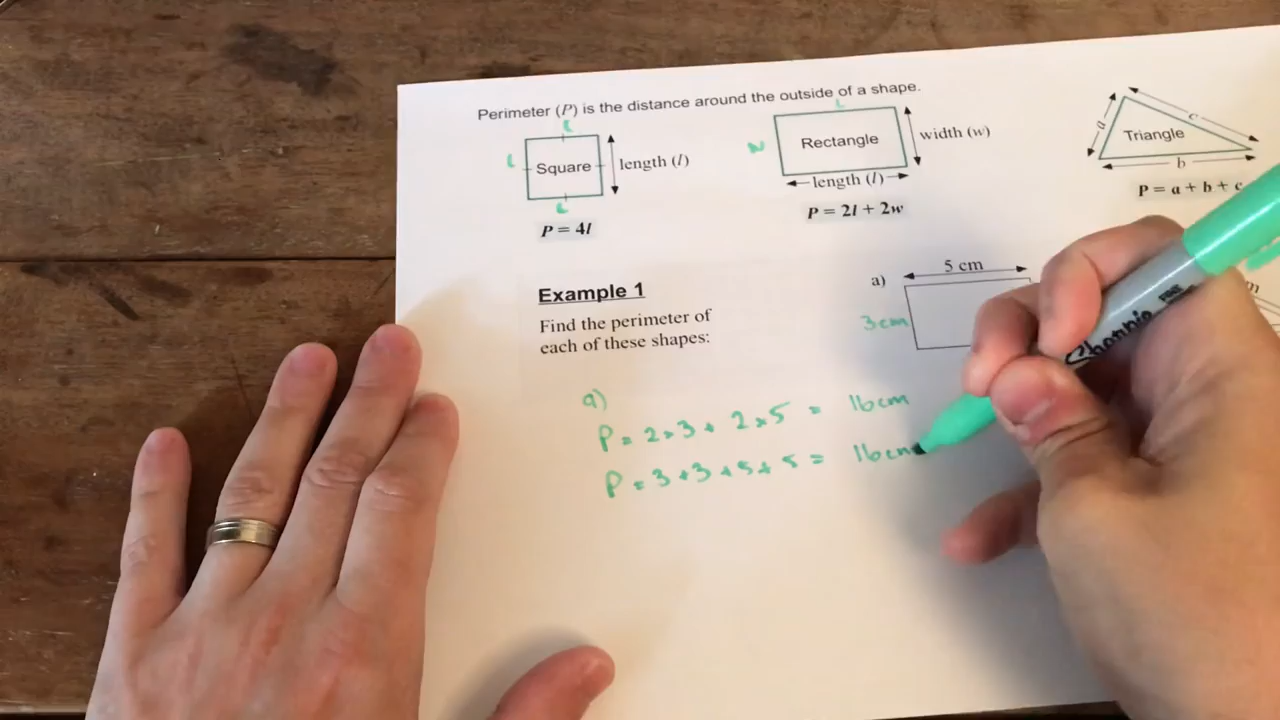 Perimeter (P) is the distance around the outside of a shape.
L
L
Square
length (l)
L
P = 4l
L
W
Rectangle
width (w)
length (l)
P = 2l + 2w
a
c
Triangle
b
P = a + b + c
Example 1
Find the perimeter of
each of these shapes:
a)
5 cm
3cm
a)
P = 2×3 + 2×5 = 16cm
P = 3+3+5+5 = 16cm
Sharpie
FINE